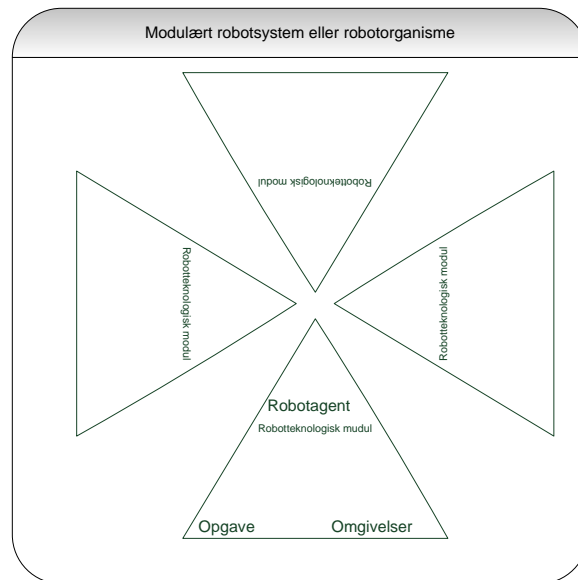 Modulært robotsystem eller robotorganisme
Robotteknologisk modul
Robotteknologisk modul
Robotteknologisk modul
Robotagent
Robotteknologisk mudul
Opgave Omgivelser